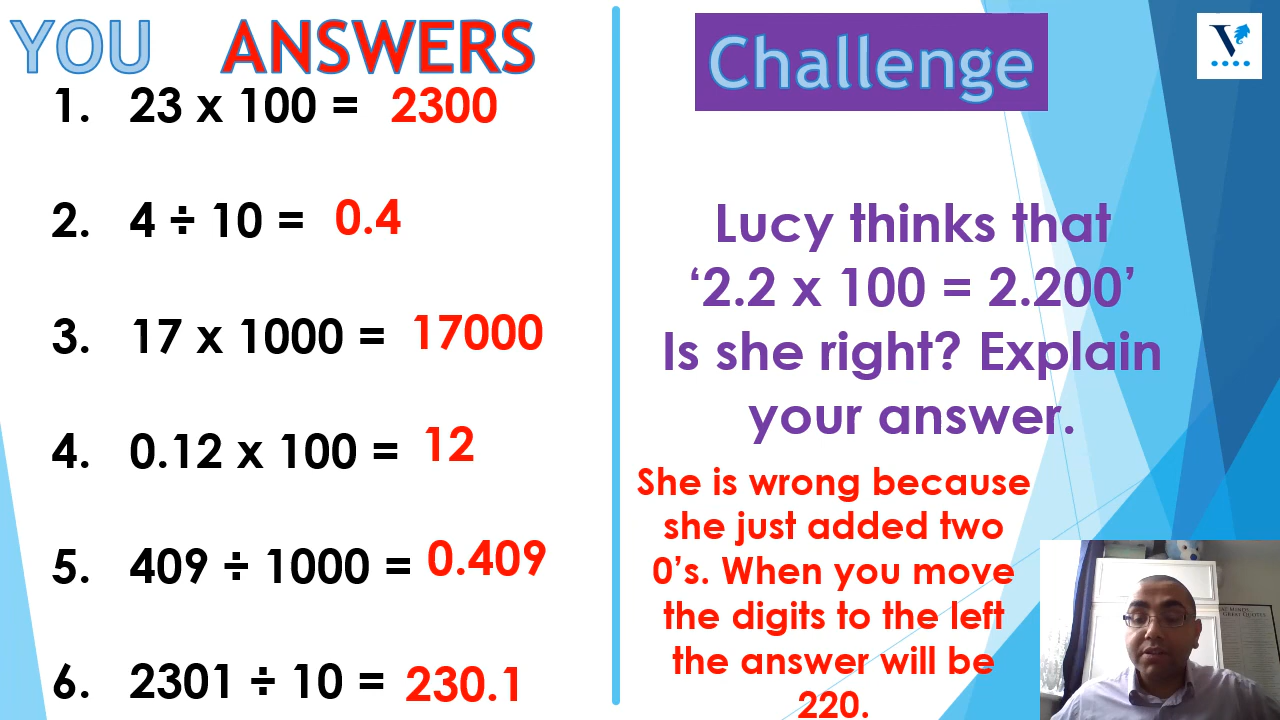 YOU ANSWERS
1. 23 x 100 = 2300
2. 4 ÷ 10 = 0.4
3. 17 x 1000 = 17000
4. 0.12 x 100 = 12
5. 409 ÷ 1000 = 0.409
6. 2301 ÷ 10 = 230.1
Challenge
V
Lucy thinks that
‘2.2 x 100 = 2.200’
Is she right? Explain
your answer.
She is wrong because
she just added two
0’s. When you move
the digits to the left
the answer will be
220.
GREAT QUOTES